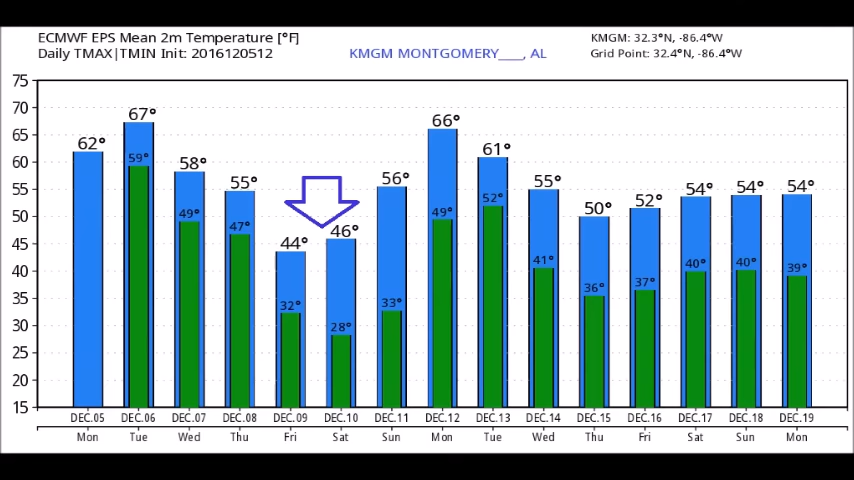 ECMWF EPS Mean 2m Temperature [°F]
Daily TMAX|TMIN Init: 2016120512
KMGM MONTGOMERY____, AL
KMGM: 32.3°N, -86.4°W
Grid Point: 32.4°N, -86.4°W
75
70
65
60
55
50
45
40
35
30
25
20
15
62° 67° 58° 55° 44° 46° 56° 66° 61° 55° 50° 52° 54° 54° 54°
59° 49° 47° 32° 28° 33° 49° 52° 41° 36° 37° 40° 40° 39°
DEC.05 DEC.06 DEC.07 DEC.08 DEC.09 DEC.10 DEC.11 DEC.12 DEC.13 DEC.14 DEC.15 DEC.16 DEC.17 DEC.18 DEC.19
Mon Tue Wed Thu Fri Sat Sun Mon Tue Wed Thu Fri Sat Sun Mon